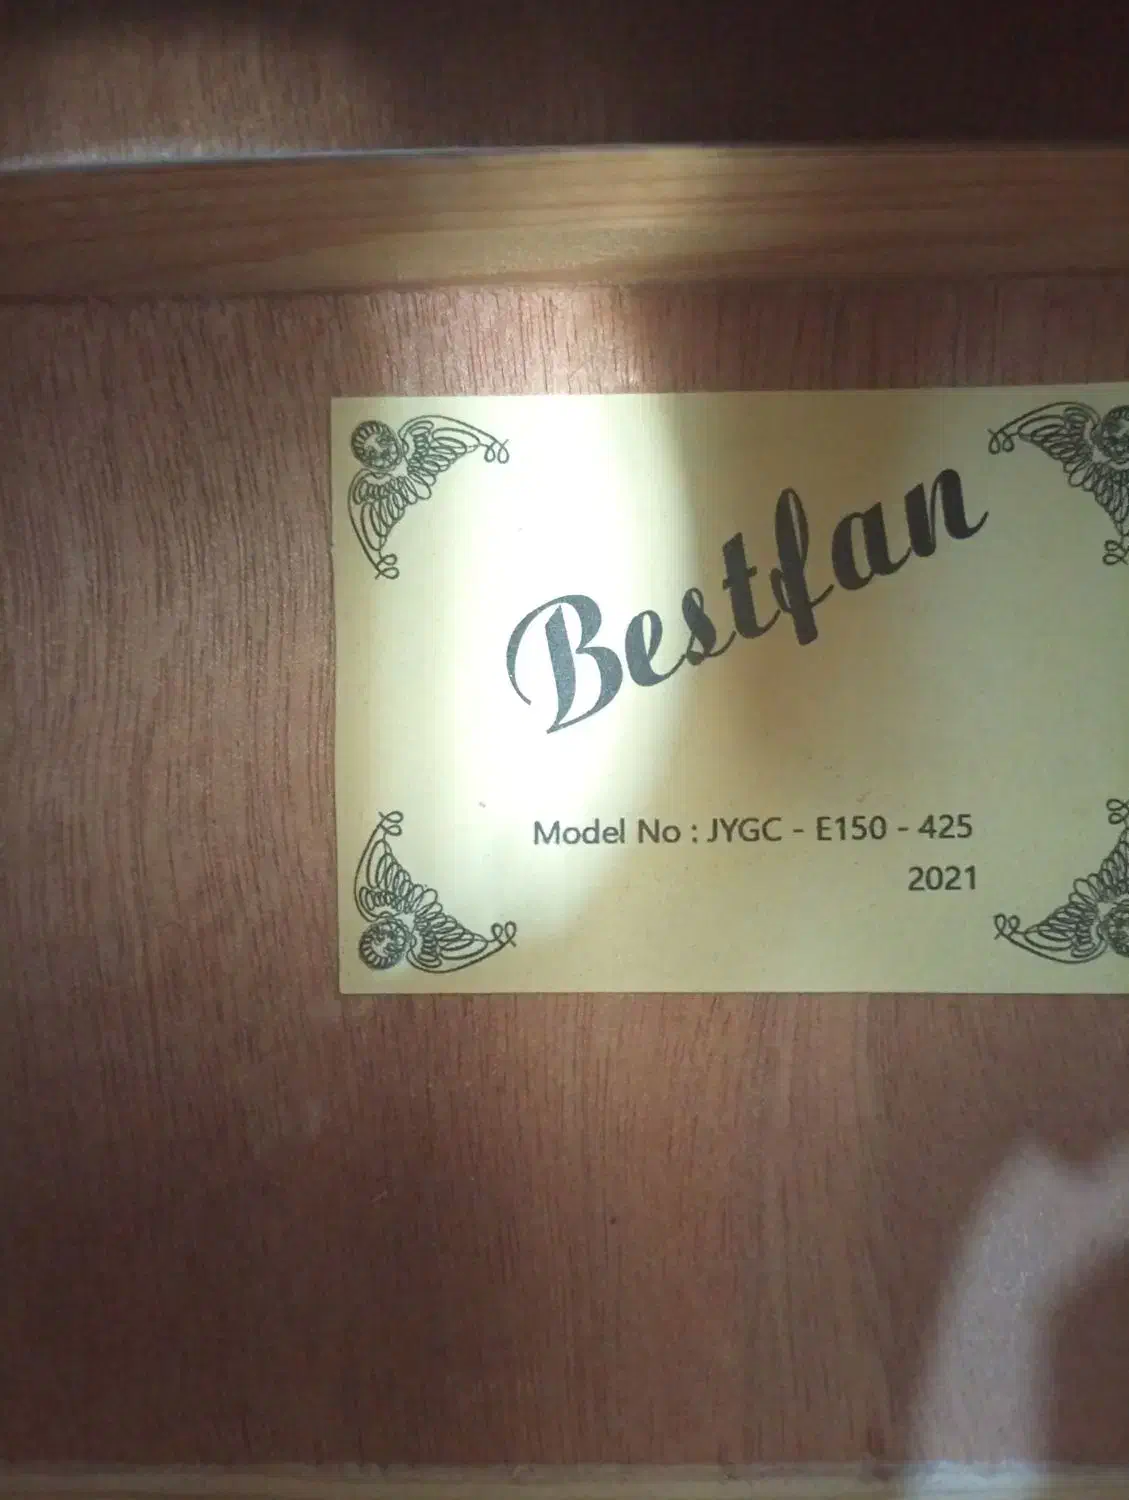 Bestfan
Model No : JYGC - E150 - 425
2021